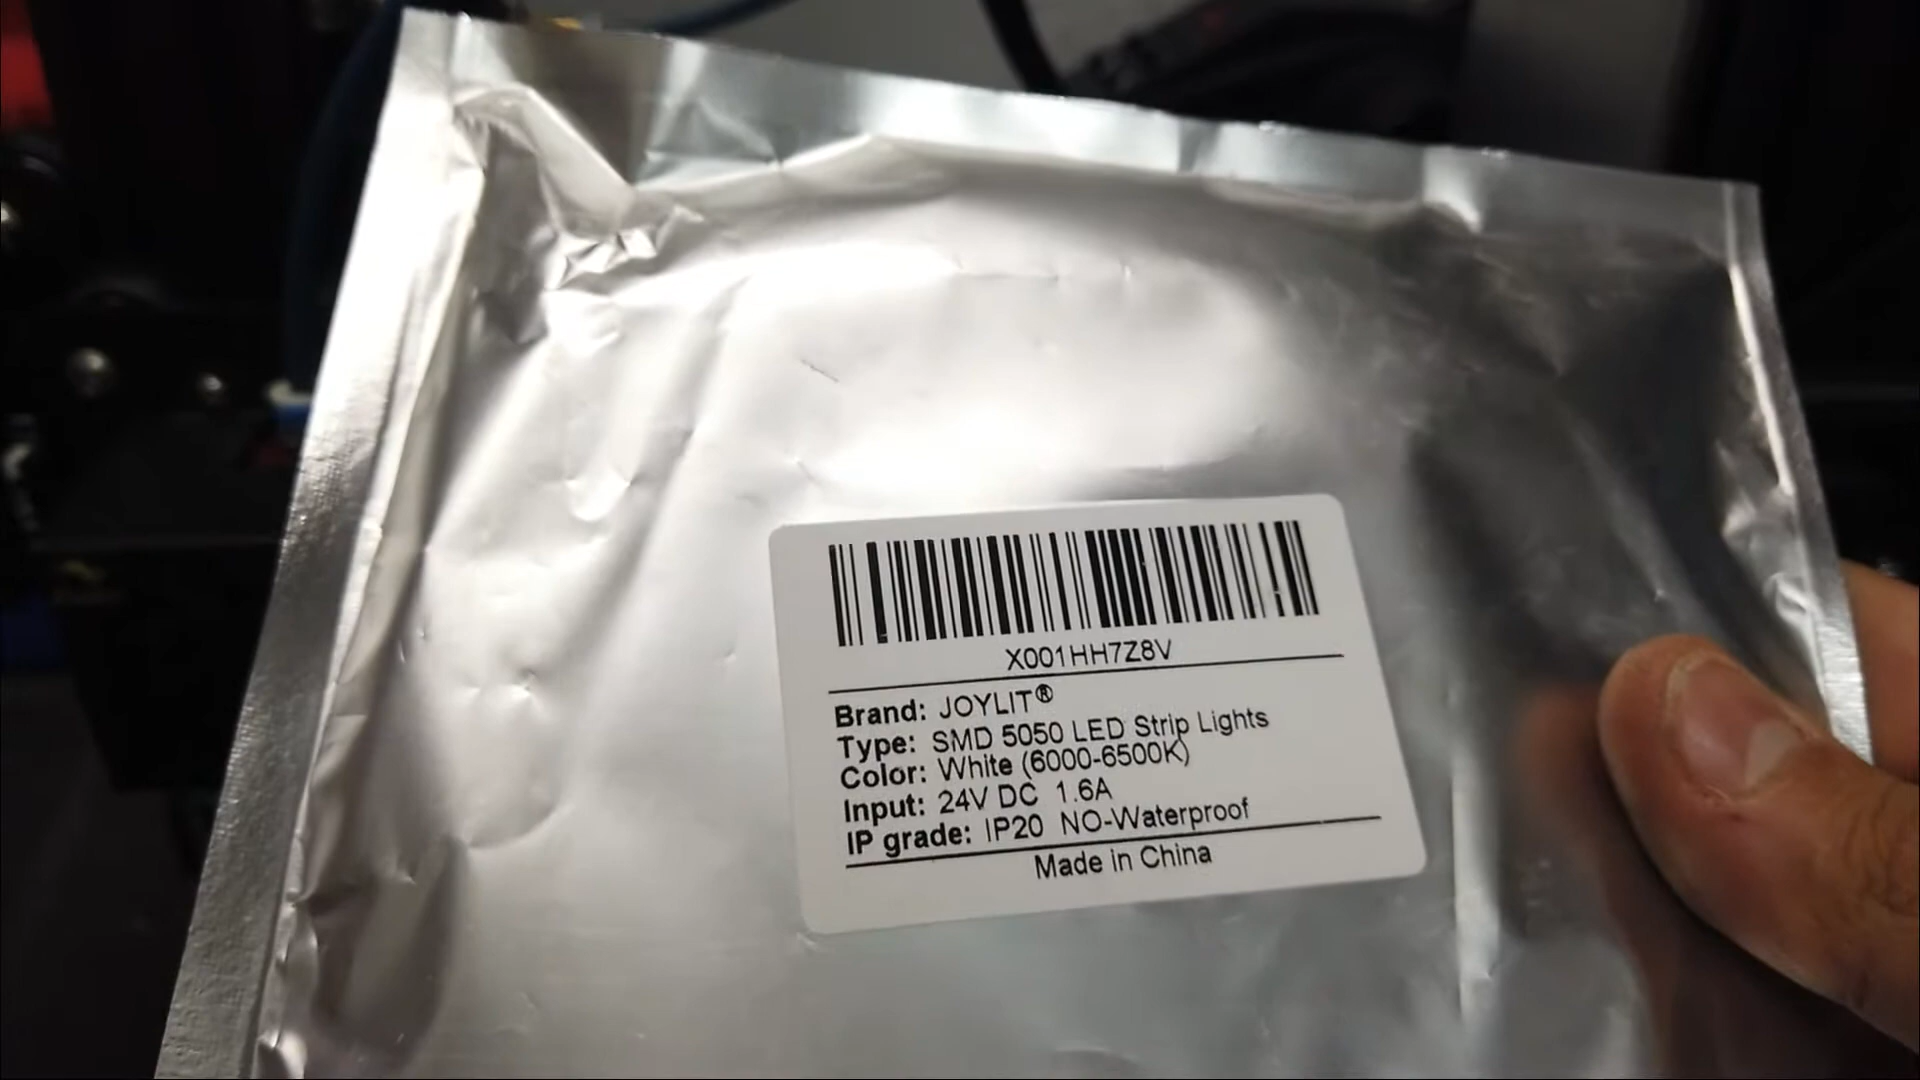 X001HH7Z8V
Brand: JOYLIT®
Type: SMD 5050 LED Strip Lights
Color: White (6000-6500K)
Input: 24V DC 1.6A
IP grade: IP20 NO-Waterproof
Made in China